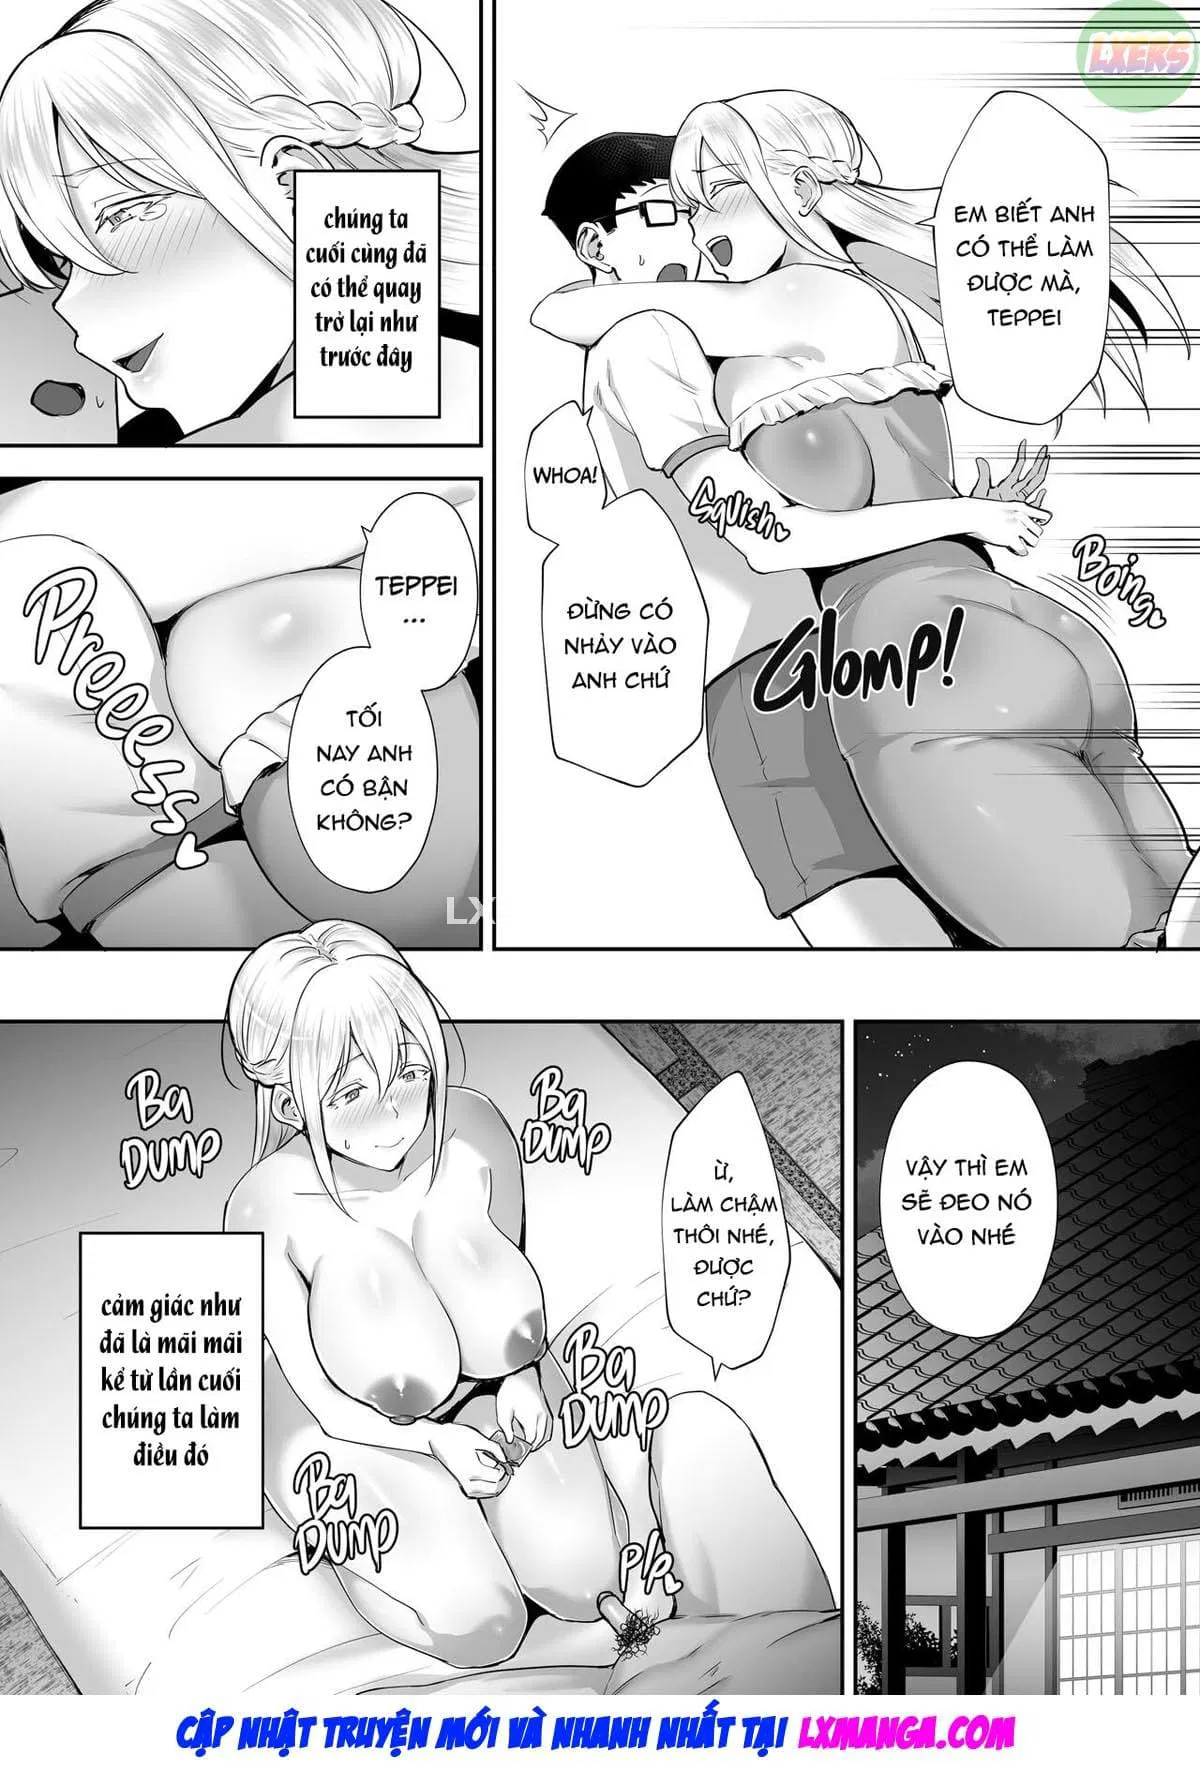 LXERS
EM BIẾT ANH
CÓ THỂ LÀM
ĐƯỢC MÀ,
TEPPEI
WHOA!
ĐỪNG CÓ
NHẢY VÀO
ANH CHỨ
Squish
Boing
Glomp!
chúng ta
cuối cùng đã
có thể quay
trở lại như
trước đây
TEPPEI
...
TỐI
NAY ANH
CÓ BẬN
KHÔNG?
Preeeess
LX
VẬY THÌ EM
SẼ ĐEO NÓ
VÀO NHÉ
Ừ,
LÀM CHẬM
THÔI NHÉ,
ĐƯỢC
CHỨ?
BA
DUMP
BA
DUMP
BA
DUMP
BA
DUMP
cảm giác như
đã là mãi mãi
kể từ lần cuối
chúng ta làm
điều đó
CẬP NHẬT TRUYỆN MỚI VÀ NHANH NHẤT TẠI LXMANGA.COM